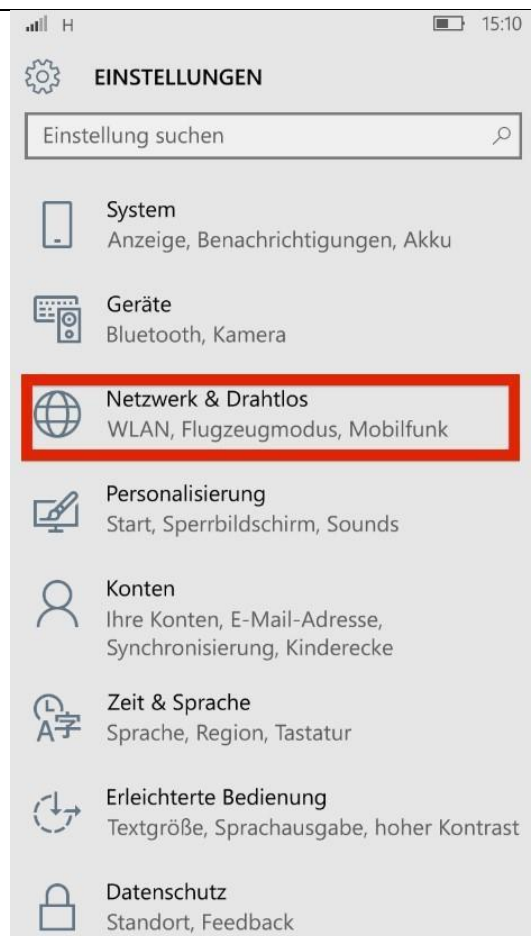 H 15:10
EINSTELLUNGEN
Einstellung suchen
System
Anzeige, Benachrichtigungen, Akku
Geräte
Bluetooth, Kamera
Netzwerk & Drahtlos
WLAN, Flugzeugmodus, Mobilfunk
Personalisierung
Start, Sperrbildschirm, Sounds
Konten
Ihre Konten, E-Mail-Adresse,
Synchronisierung, Kinderecke
Zeit & Sprache
Sprache, Region, Tastatur
Erleichterte Bedienung
Textgröße, Sprachausgabe, hoher Kontrast
Datenschutz
Standort, Feedback